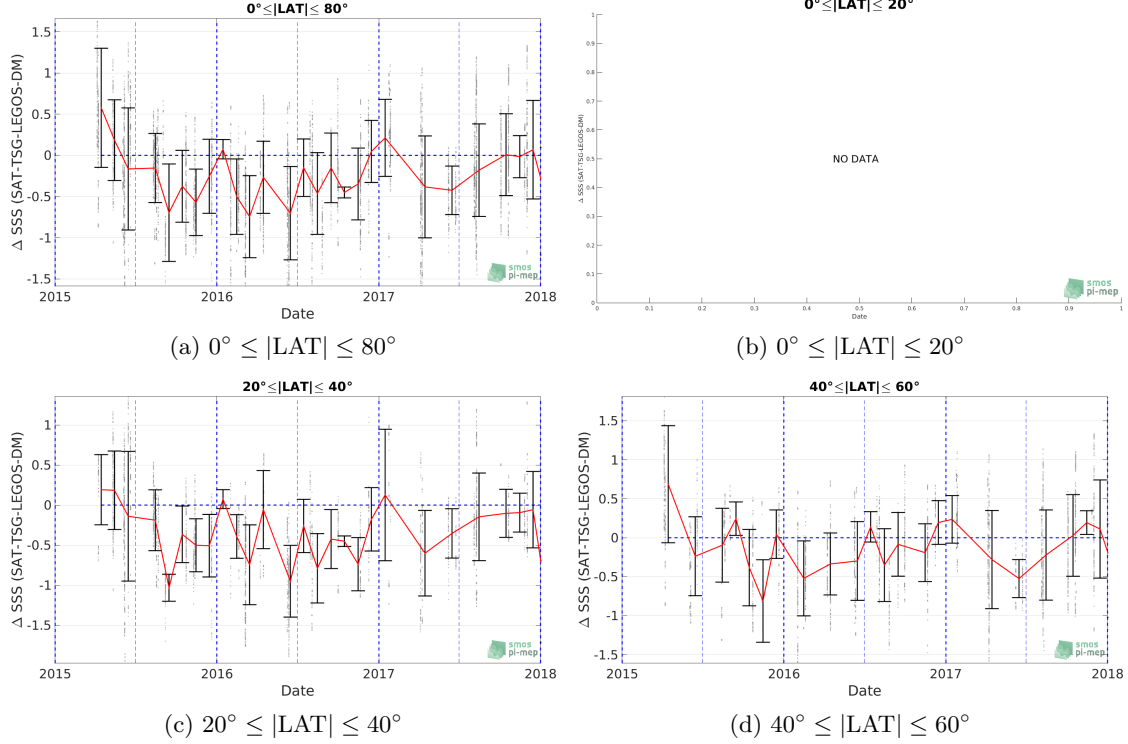 0°≤|LAT|≤ 80°
Δ SSS (SAT-TSG-LEGOS-DM)
1.5
1
0.5
0
-0.5
-1
-1.5
2015
2016
2017
2018
Date
smos
pi-mep
(a) 0° ≤ |LAT| ≤ 80°
0°≤|LAT|≤ 20°
Δ SSS (SAT-TSG-LEGOS-DM)
1
0.9
0.8
0.7
0.6
0.5
0.4
0.3
0.2
0.1
0
NO DATA
0
0.1
0.2
0.3
0.4
0.5
0.6
0.7
0.8
0.9
1
Date
smos
pi-mep
(b) 0° ≤ |LAT| ≤ 20°
20°≤|LAT|≤ 40°
Δ SSS (SAT-TSG-LEGOS-DM)
1
0.5
0
-0.5
-1
-1.5
2015
2016
2017
2018
Date
smos
pi-mep
(c) 20° ≤ |LAT| ≤ 40°
40°≤|LAT|≤ 60°
Δ SSS (SAT-TSG-LEGOS-DM)
1.5
1
0.5
0
-0.5
-1
-1.5
2015
2016
2017
2018
Date
smos
pi-mep
(d) 40° ≤ |LAT| ≤ 60°